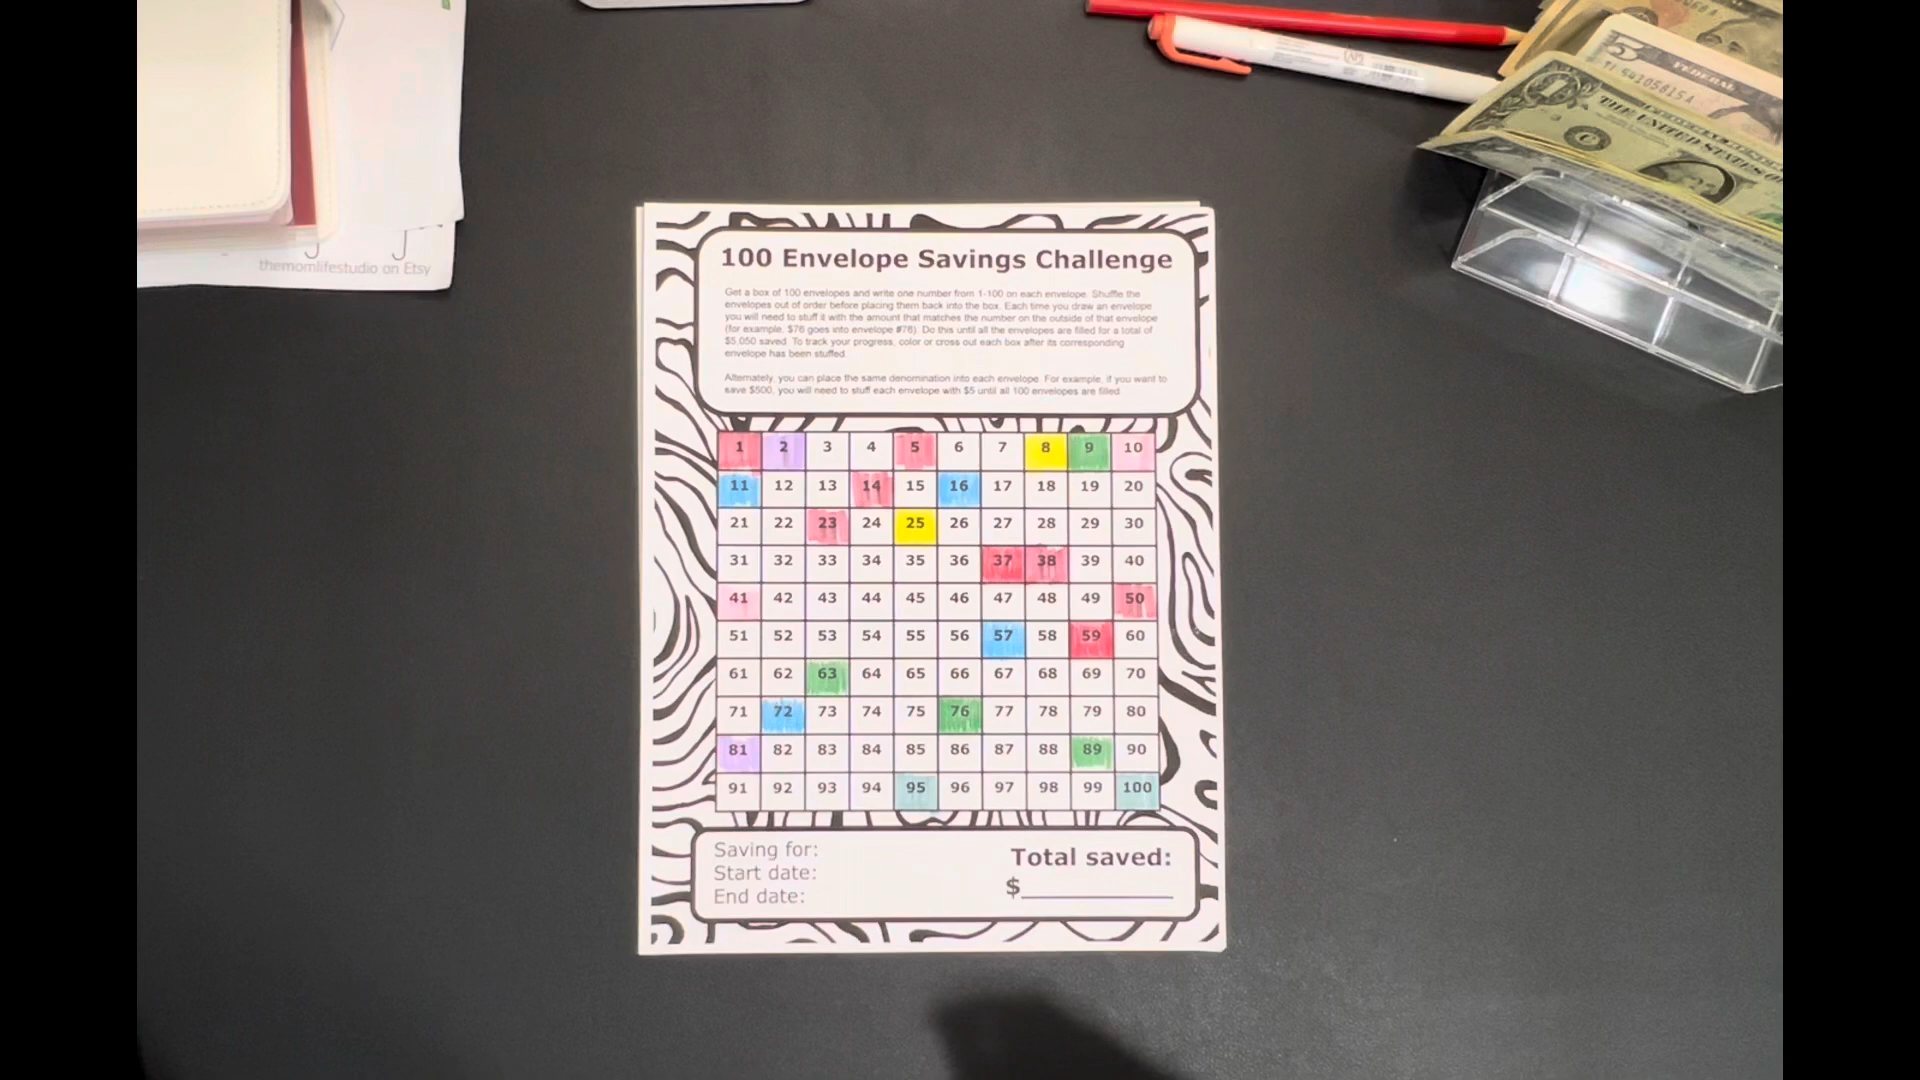 5
FEDERAL
1
THE UNITED STATES O
C
themomlifestudio on Etsy
100 Envelope Savings Challenge
Get a box of 100 envelopes and write one number from 1-100 on each envelope. Shuffle the
envelopes out of order before placing them back into the box. Each time you draw an envelope
you will need to stuff it with the amount that matches the number on the outside of that envelope
(for example, $76 goes into envelope #76). Do this until all the envelopes are filled for a total of
$5,050 saved. To track your progress, color or cross out each box after its corresponding
envelope has been stuffed.
Alternately, you can place the same denomination into each envelope. For example, if you want to
save $500, you will need to stuff each envelope with $5 until all 100 envelopes are filled.
1 2 3 4 5 6 7 8 9 10
11 12 13 14 15 16 17 18 19 20
21 22 23 24 25 26 27 28 29 30
31 32 33 34 35 36 37 38 39 40
41 42 43 44 45 46 47 48 49 50
51 52 53 54 55 56 57 58 59 60
61 62 63 64 65 66 67 68 69 70
71 72 73 74 75 76 77 78 79 80
81 82 83 84 85 86 87 88 89 90
91 92 93 94 95 96 97 98 99 100
Saving for:
Start date:
End date:
Total saved:
$